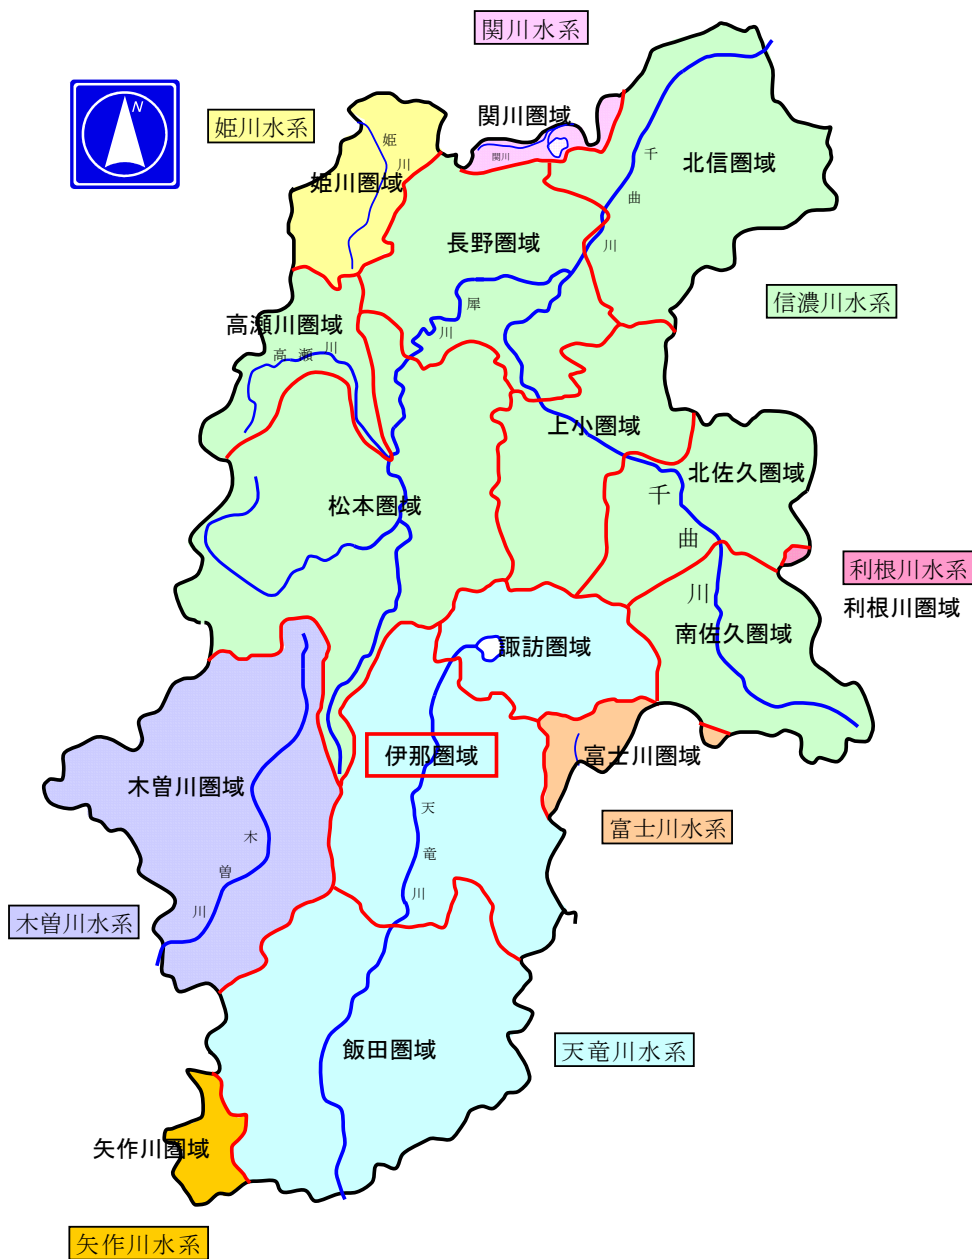 関川水系
N
姫川水系
関川圏域
関川
姫川
姫川圏域
北信圏域
千曲川
長野圏域
信濃川水系
犀川
高瀬川圏域
高瀬川
上小圏域
北佐久圏域
松本圏域
千曲川
利根川水系
利根川圏域
南佐久圏域
諏訪圏域
伊那圏域
富士川圏域
木曽川圏域
天竜川
富士川水系
木曽川
木曽川水系
飯田圏域
天竜川水系
矢作川圏域
矢作川水系